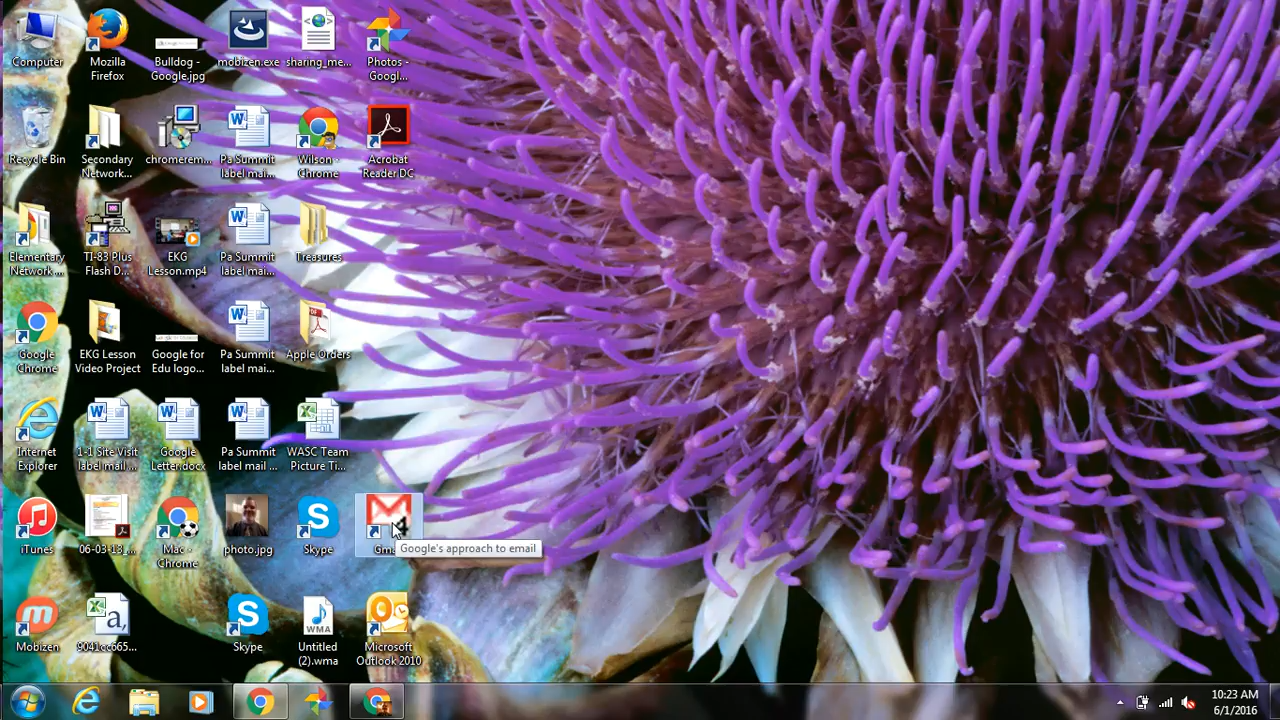 Computer
Mozilla
Firefox
Bulldog -
Google.jpg
mobizen.exe
sharing_me...
Photos -
Googl...
Recycle Bin
Secondary
Network...
chromerem...
Pa Summit
label mai...
Wilson -
Chrome
Acrobat
Reader DC
Elementary
Network ...
TI-83 Plus
Flash D...
EKG
Lesson.mp4
Pa Summit
label mai...
Treasures
Google
Chrome
EKG Lesson
Video Project
Google for
Edu logo...
Pa Summit
label mai...
Apple Orders
Internet
Explorer
1-1 Site Visit
label mail ...
Google
Letter.docx
Pa Summit
label mail ...
WASC Team
Picture Ti...
iTunes
Mac -
Chrome
photo.jpg
Skype
Google's approach to email
Mobizen
Skype
WMA
Untitled
(2).wma
Microsoft
Outlook 2010
10:23 AM
6/1/2016